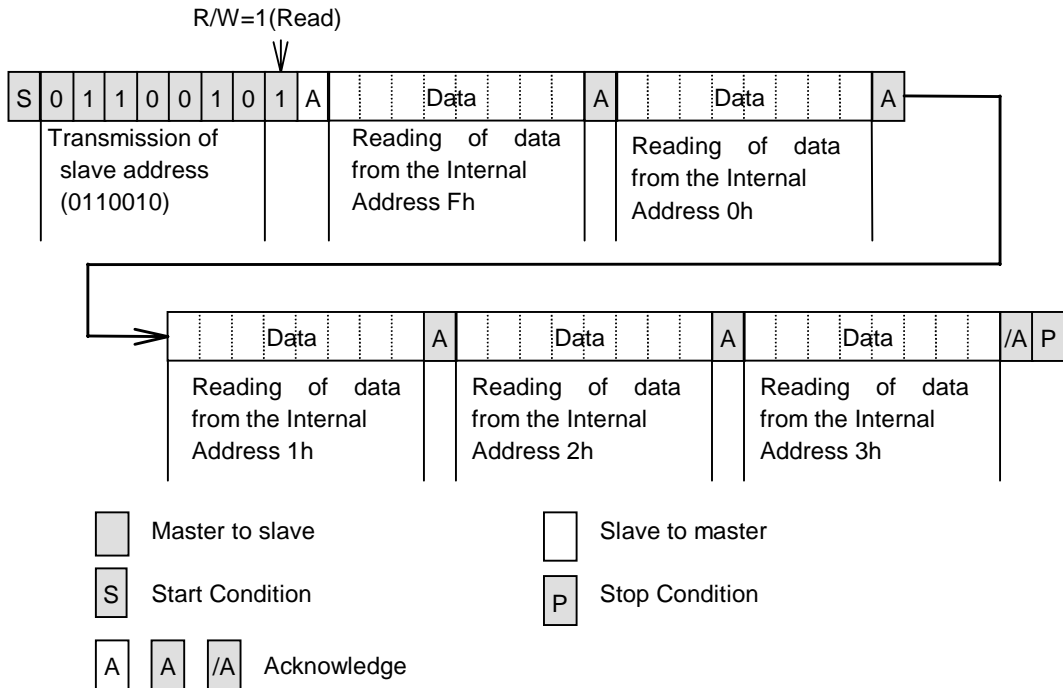 R/W=1(Read)
S 0 1 1 0 0 1 0 1 A Data A Data A
Transmission of
slave address
(0110010)
Reading of data
from the Internal
Address Fh
Reading of data
from the Internal
Address 0h
Data A Data A Data /A P
Reading of data
from the Internal
Address 1h
Reading of data
from the Internal
Address 2h
Reading of data
from the Internal
Address 3h
Master to slave
Slave to master
S Start Condition
P Stop Condition
A A /A Acknowledge